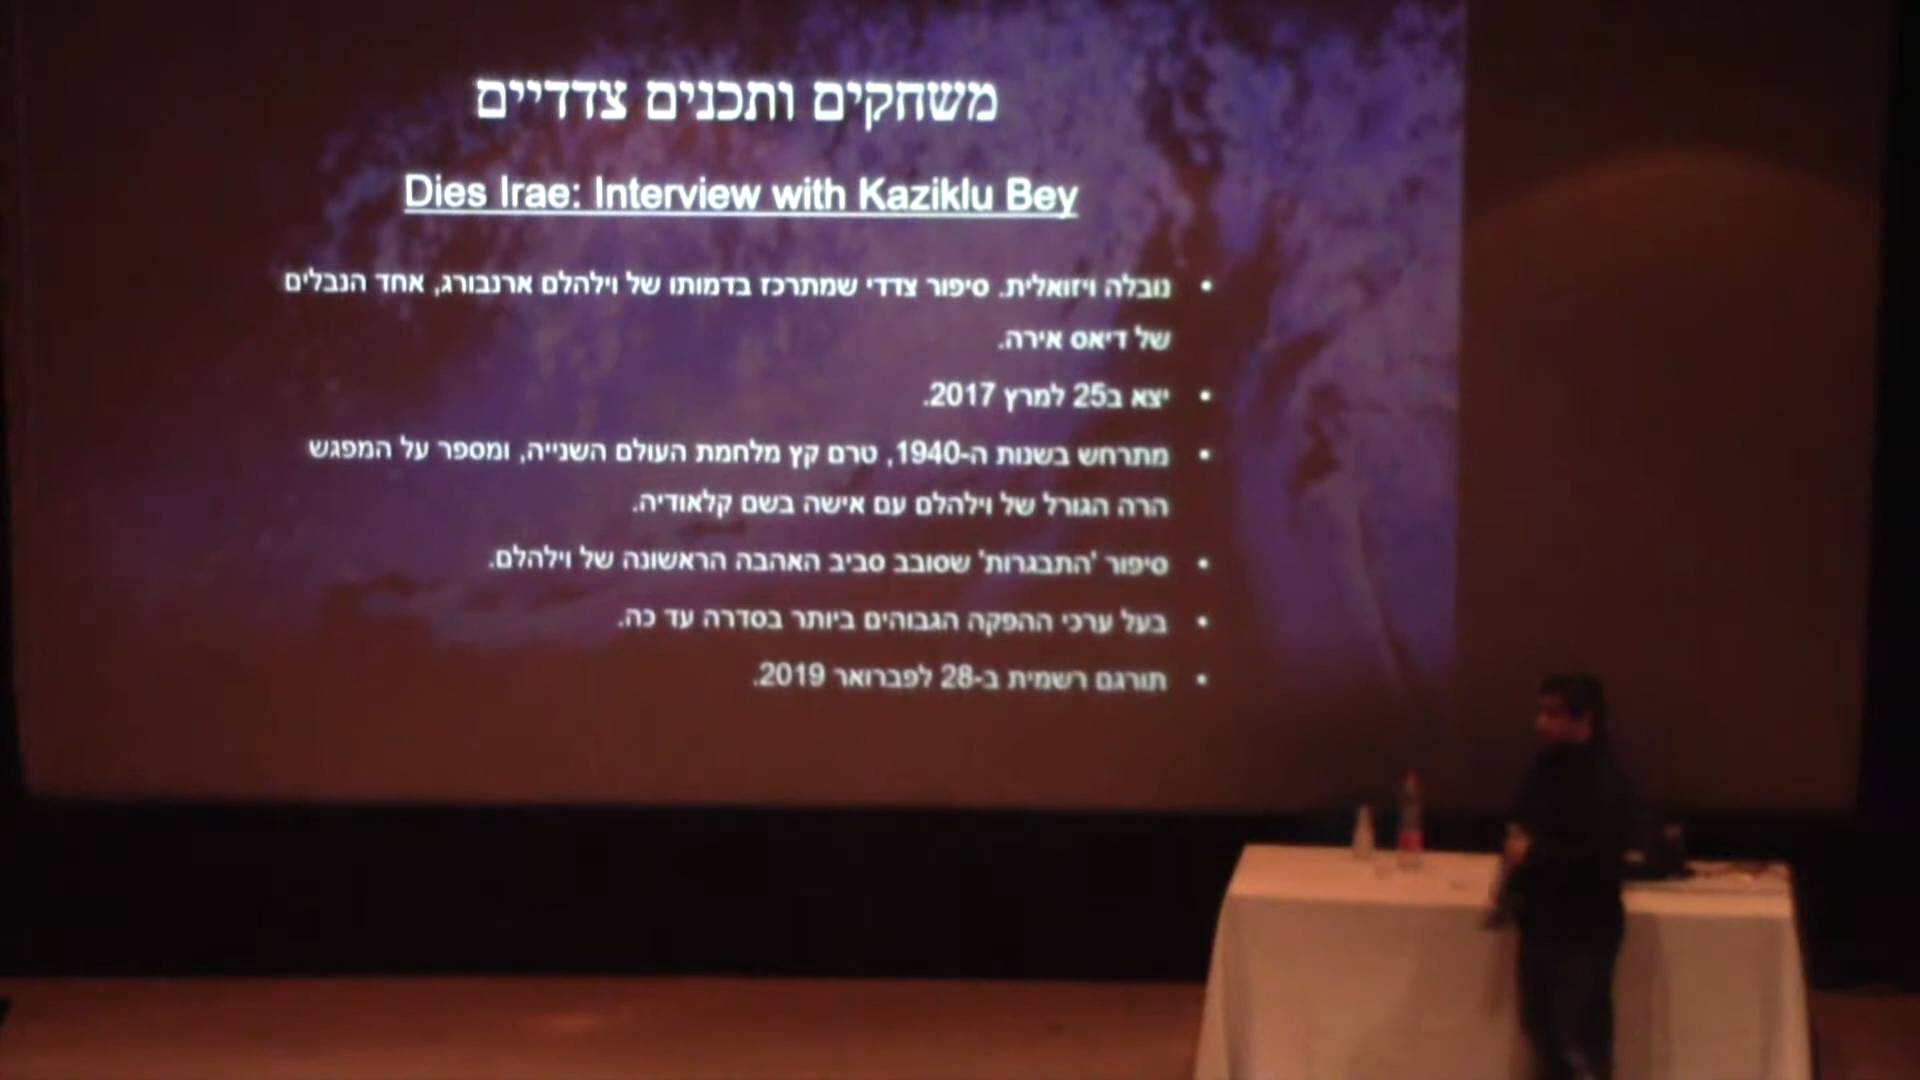 משחקים ותכנים צדדיים
Dies Irae: Interview with Kaziklu Bey
• נובלה ויזואלית. סיפור צדדי שמתרכז בדמותו של וילהלם ארנבורג, אחד הנבלים
של דיאס אירה.
• יצא ב25 למרץ 2017.
• מתרחש בשנות ה-1940, טרם קץ מלחמת העולם השנייה, ומספר על המפגש
הרה הגורל של וילהלם עם אישה בשם קלאודיה.
• סיפור 'התבגרות' שסובב סביב האהבה הראשונה של וילהלם.
• בעל ערכי ההפקה הגבוהים ביותר בסדרה עד כה.
• תורגם רשמית ב-28 לפברואר 2019.